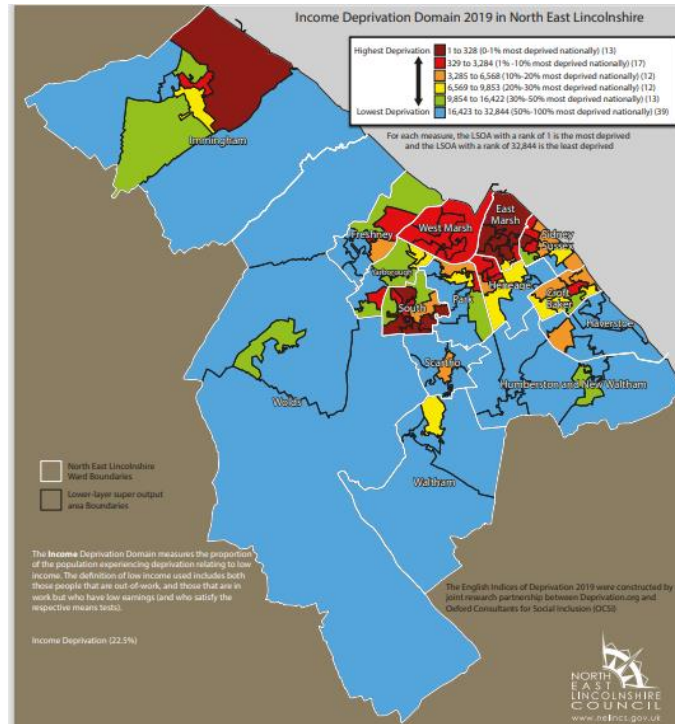 Income Deprivation Domain 2019 in North East Lincolnshire
Highest Deprivation
Lowest Deprivation
1 to 328 (0-1% most deprived nationally) (13)
329 to 3,284 (1% -10% most deprived nationally) (17)
3,285 to 6,568 (10%-20% most deprived nationally) (12)
6,569 to 9,853 (20%-30% most deprived nationally) (12)
9,854 to 16,422 (30%-50% most deprived nationally) (13)
16,423 to 32,844 (50%-100% most deprived nationally) (39)
For each measure, the LSOA with a rank of 1 is the most deprived
and the LSOA with a rank of 32,844 is the least deprived
Immingham
Freshney
West Marsh
East
Marsh
Sidney
Sussex
Yarborough
South
Park
Heneage
Croft
Baker
Haverstoe
Scartho
Humberston and New Waltham
Wolds
Waltham
North East Lincolnshire
Ward Boundaries
Lower-layer super output
area Boundaries
The Income Deprivation Domain measures the proportion
of the population experiencing deprivation relating to low
income. The definition of low income used includes both
those people that are out-of-work, and those that are in
work but who have low earnings (and who satisfy the
respective means tests).
Income Deprivation (22.5%)
The English Indices of Deprivation 2019 were constructed by
joint research partnership between Deprivation.org and
Oxford Consultants for Social Inclusion (OCSI)
NORTH
EAST
LINCOLNSHIRE
COUNCIL
www.nelincs.gov.uk